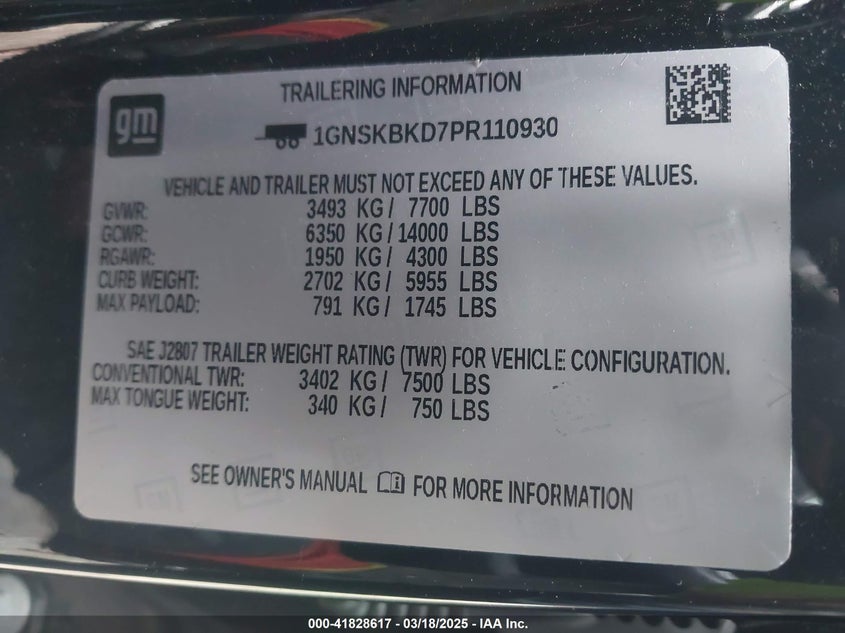 gm
TRAILERING INFORMATION
1GNSKBKD7PR110930
VEHICLE AND TRAILER MUST NOT EXCEED ANY OF THESE VALUES.
GVWR: 3493 KG / 7700 LBS
GCWR: 6350 KG / 14000 LBS
RGAWR: 1950 KG / 4300 LBS
CURB WEIGHT: 2702 KG / 5955 LBS
MAX PAYLOAD: 791 KG / 1745 LBS
SAE J2807 TRAILER WEIGHT RATING (TWR) FOR VEHICLE CONFIGURATION.
CONVENTIONAL TWR: 3402 KG / 7500 LBS
MAX TONGUE WEIGHT: 340 KG / 750 LBS
SEE OWNER'S MANUAL i FOR MORE INFORMATION
000-41828617 — 03/18/2025 — IAA Inc.